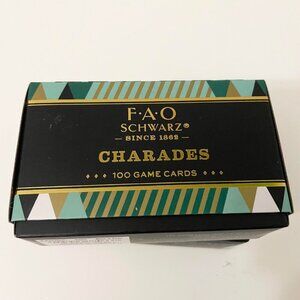 F·A·O
SCHWARZ®
— SINCE 1862 —
CHARADES
♦ ♦ ♦ 100 GAME CARDS ♦ ♦ ♦